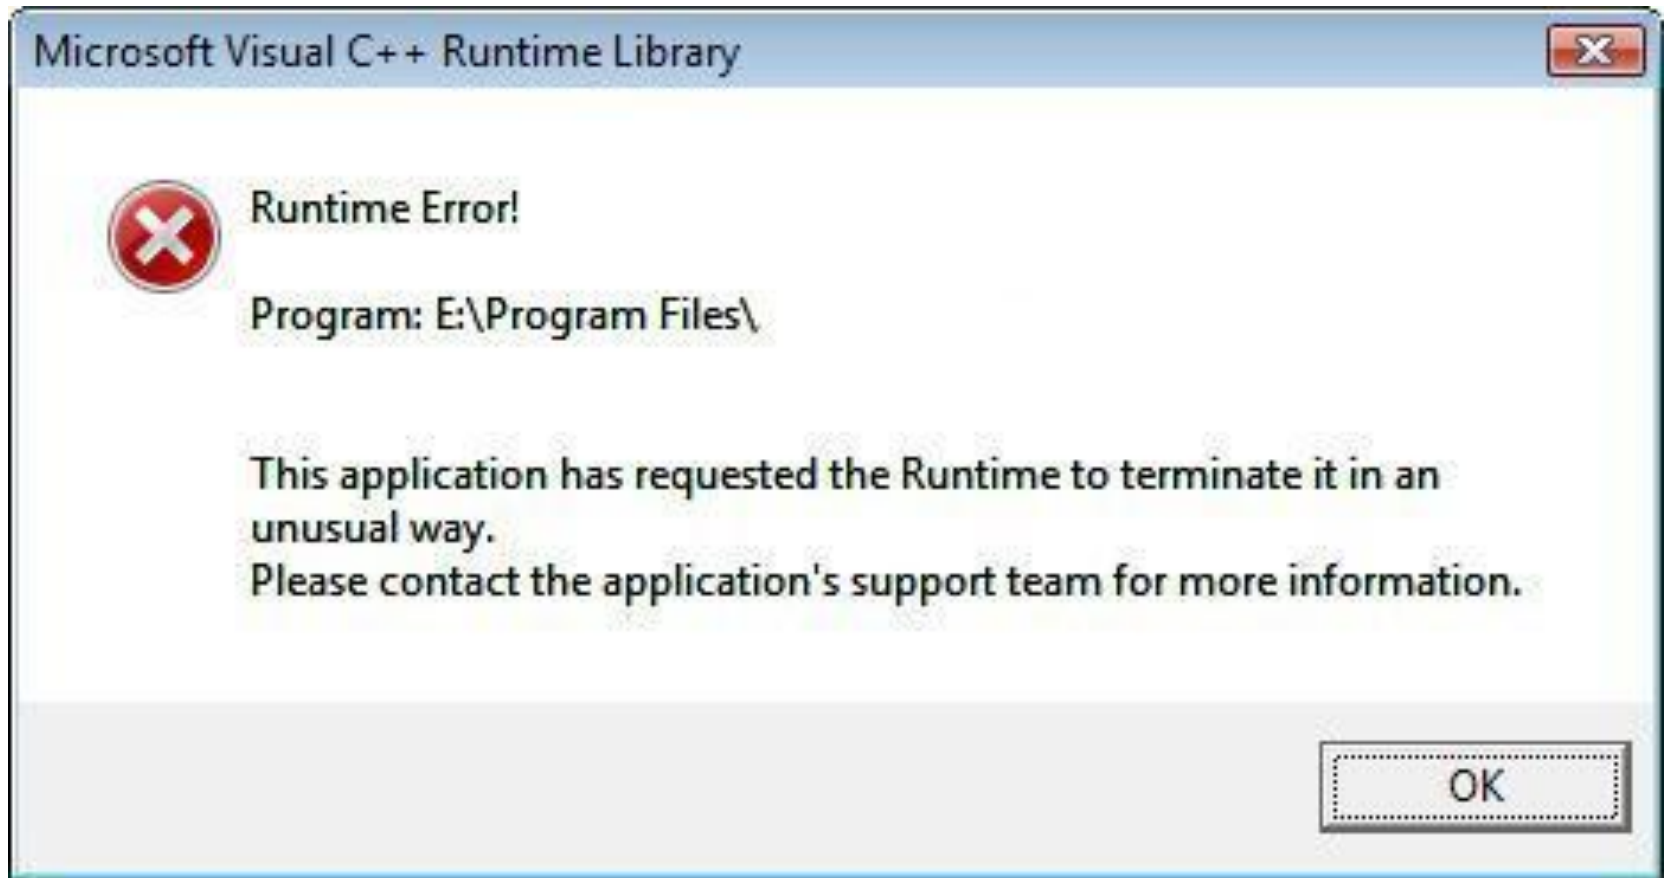 Microsoft Visual C++ Runtime Library
Runtime Error!
Program: E:\Program Files\
This application has requested the Runtime to terminate it in an
unusual way.
Please contact the application's support team for more information.
OK